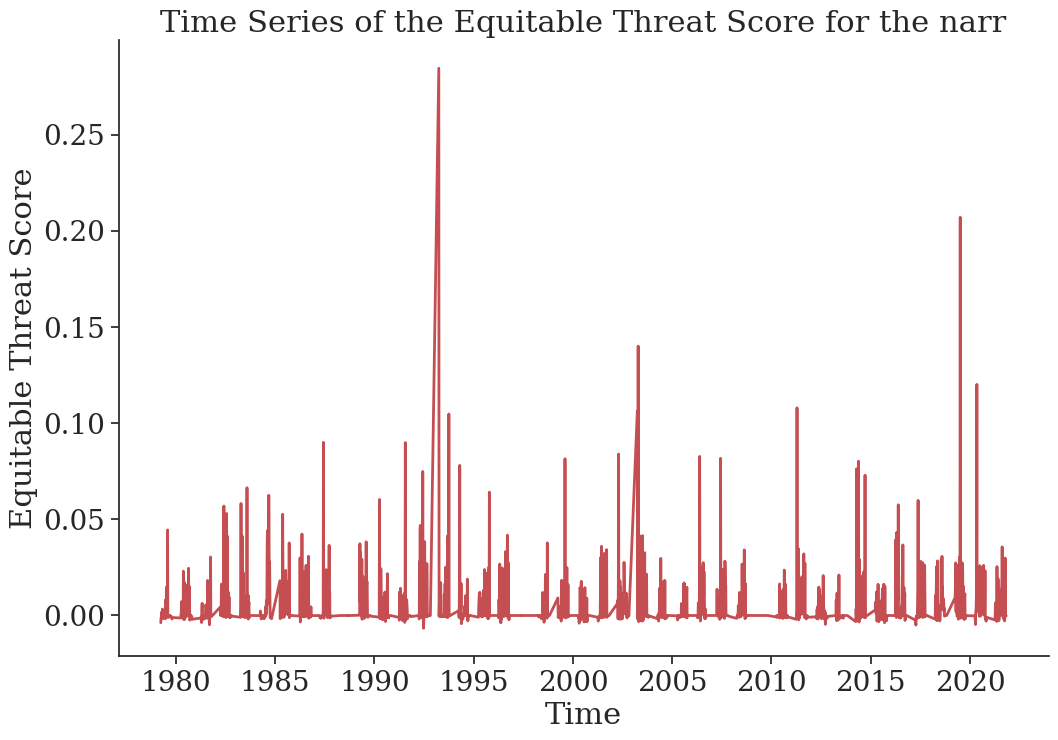 Time Series of the Equitable Threat Score for the narr
Equitable Threat Score
0.25
0.20
0.15
0.10
0.05
0.00
1980 1985 1990 1995 2000 2005 2010 2015 2020
Time